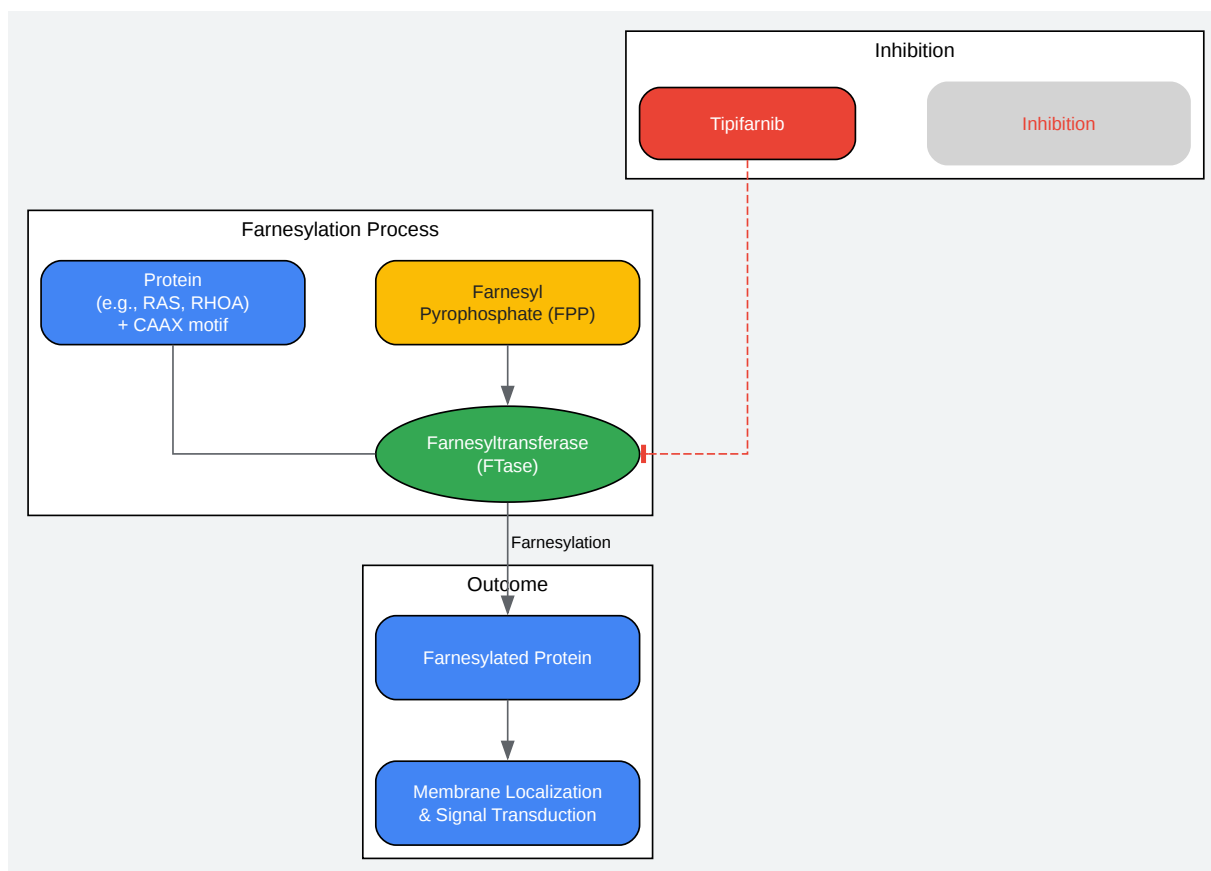 Inhibition
Tipifarnib
Inhibition
Farnesylation Process
Protein
(e.g., RAS, RHOA)
+ CAAX motif
Farnesyl
Pyrophosphate (FPP)
Farnesyltransferase
(FTase)
Farnesylation
Outcome
Farnesylated Protein
Membrane Localization
& Signal Transduction